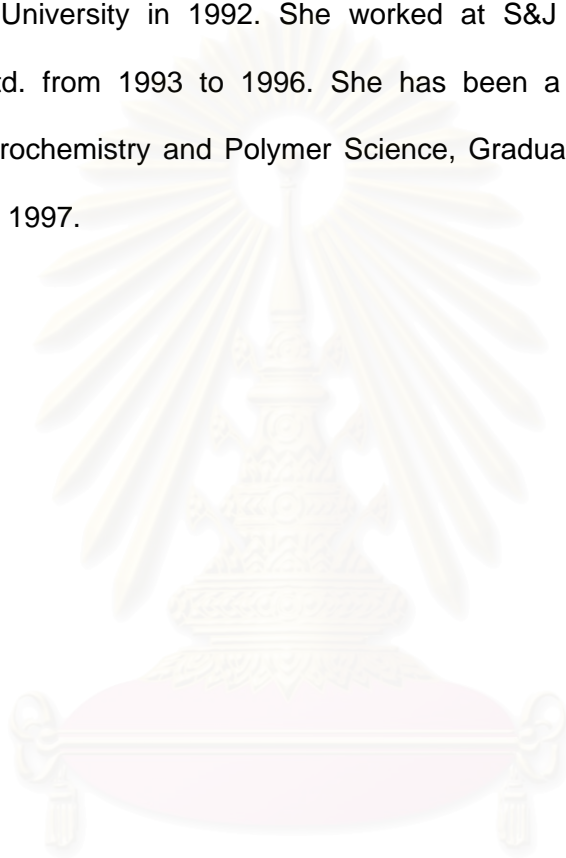 University in 1992. She worked at S&J
td. from 1993 to 1996. She has been a
rochemistry and Polymer Science, Gradua
1997.